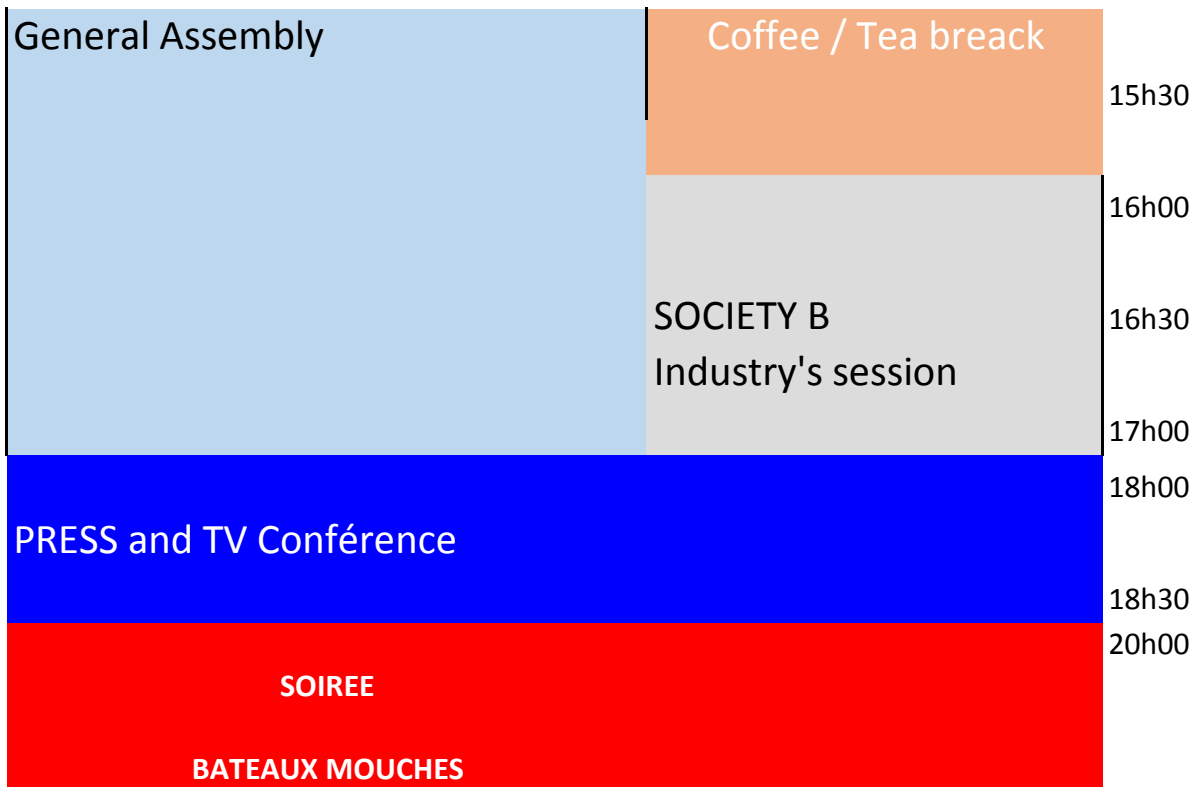 General Assembly
Coffee / Tea breack
15h30
16h00
SOCIETY B
16h30
Industry's session
17h00
18h00
PRESS and TV Conférence
18h30
20h00
SOIREE
BATEAUX MOUCHES